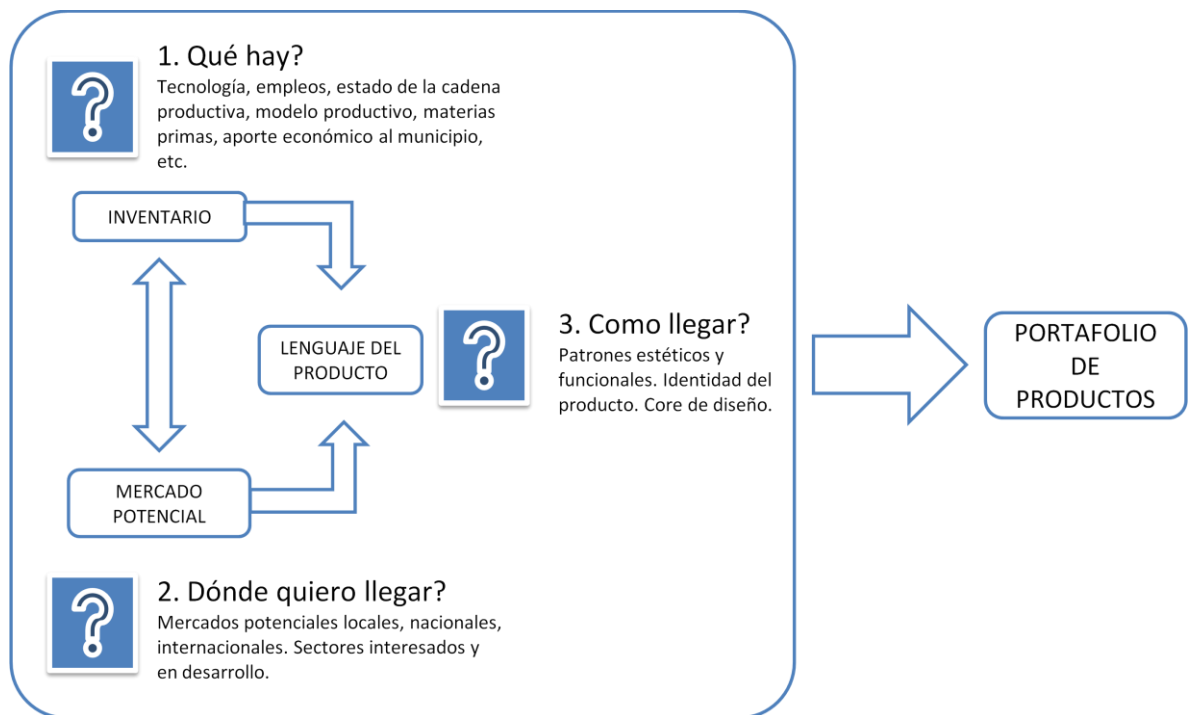 1. Qué hay?
Tecnología, empleos, estado de la cadena
productiva, modelo productivo, materias
primas, aporte económico al municipio,
etc.
INVENTARIO
LENGUAJE DEL
PRODUCTO
3. Como llegar?
Patrones estéticos y
funcionales. Identidad del
producto. Core de diseño.
MERCADO
POTENCIAL
2. Dónde quiero llegar?
Mercados potenciales locales, nacionales,
internacionales. Sectores interesados y
en desarrollo.
PORTAFOLIO
DE
PRODUCTOS